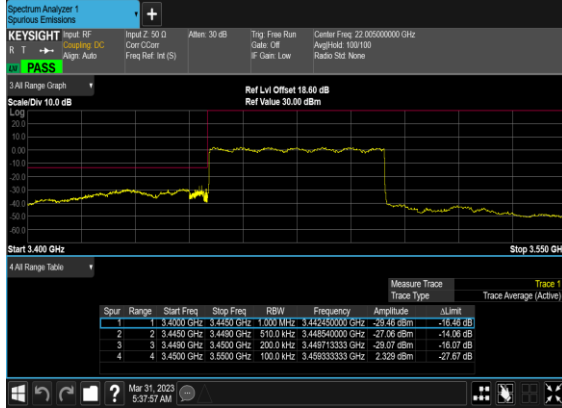 Spectrum Analyzer 1
Spurious Emissions
+
KEYSIGHT Input: RF Input Z: 50 Ω Atten: 30 dB Trig: Free Run Center Freq: 22.005000000 GHz
R T Coupling: DC Corr CCorr Gate: Off Avg|Hold: 100/100
Align: Auto Freq Ref: Int (S) IF Gain: Low Radio Std: None
PASS
3 All Range Graph
Ref Lvl Offset 18.60 dB
Scale/Div 10.0 dB Ref Value 30.00 dBm
Log
20.0
10.0
0.00
-10.0
-20.0
-30.0
-40.0
-50.0
-60.0
Start 3.400 GHz Stop 3.550 GH
4 All Range Table
Measure Trace Trace 1
Trace Type Trace Average (Active)
Spur Range Start Freq Stop Freq RBW Frequency Amplitude ΔLimit
1 1 3.4000 GHz 3.4450 GHz 1.000 MHz 3.442450000 GHz -29.46 dBm -16.46 dB
2 2 3.4450 GHz 3.4490 GHz 510.0 kHz 3.448540000 GHz -27.06 dBm -14.06 dB
3 3 3.4490 GHz 3.4500 GHz 200.0 kHz 3.449713333 GHz -29.07 dBm -16.07 dB
4 4 3.4500 GHz 3.5500 GHz 100.0 kHz 3.459333333 GHz 2.329 dBm -27.67 dB
? Mar 31, 2023
5:37:57 AM